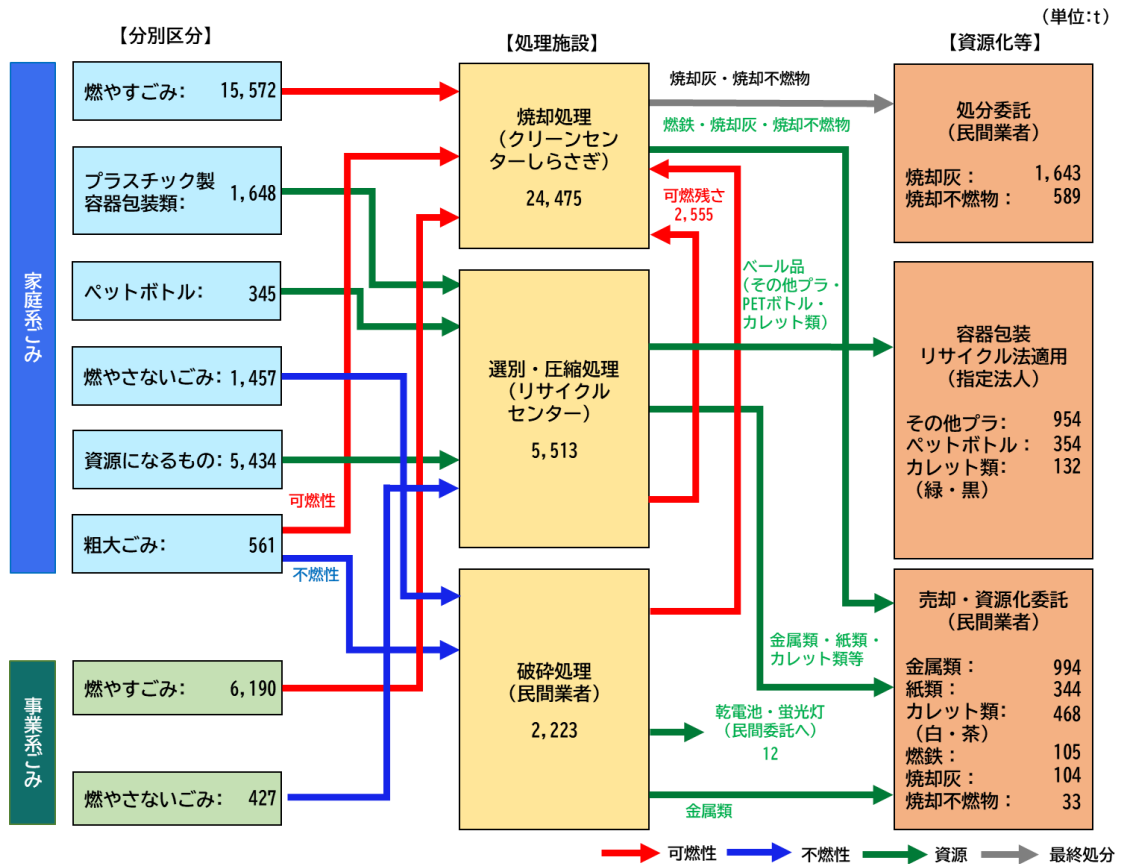 (単位:t)
【分別区分】
【処理施設】
【資源化等】
家庭系ごみ
燃やすごみ: 15,572
プラスチック製
容器包装類: 1,648
ペットボトル: 345
燃やさないごみ: 1,457
資源になるもの: 5,434
粗大ごみ: 561
可燃性
不燃性
事業系ごみ
燃やすごみ: 6,190
燃やさないごみ: 427
焼却処理
(クリーンセン
ターしらさぎ)
24,475
選別・圧縮処理
(リサイクル
センター)
5,513
破砕処理
(民間業者)
2,223
焼却灰・焼却不燃物
燃鉄・焼却灰・焼却不燃物
可燃残さ
2,555
ベール品
(その他プラ・
PETボトル・
カレット類)
金属類・紙類・
カレット類等
乾電池・蛍光灯
(民間委託へ)
12
金属類
処分委託
(民間業者)
焼却灰: 1,643
焼却不燃物: 589
容器包装
リサイクル法適用
(指定法人)
その他プラ: 954
ペットボトル: 354
カレット類: 132
(緑・黒)
売却・資源化委託
(民間業者)
金属類: 994
紙類: 344
カレット類: 468
(白・茶)
燃鉄: 105
焼却灰: 104
焼却不燃物: 33
可燃性 不燃性 資源 最終処分